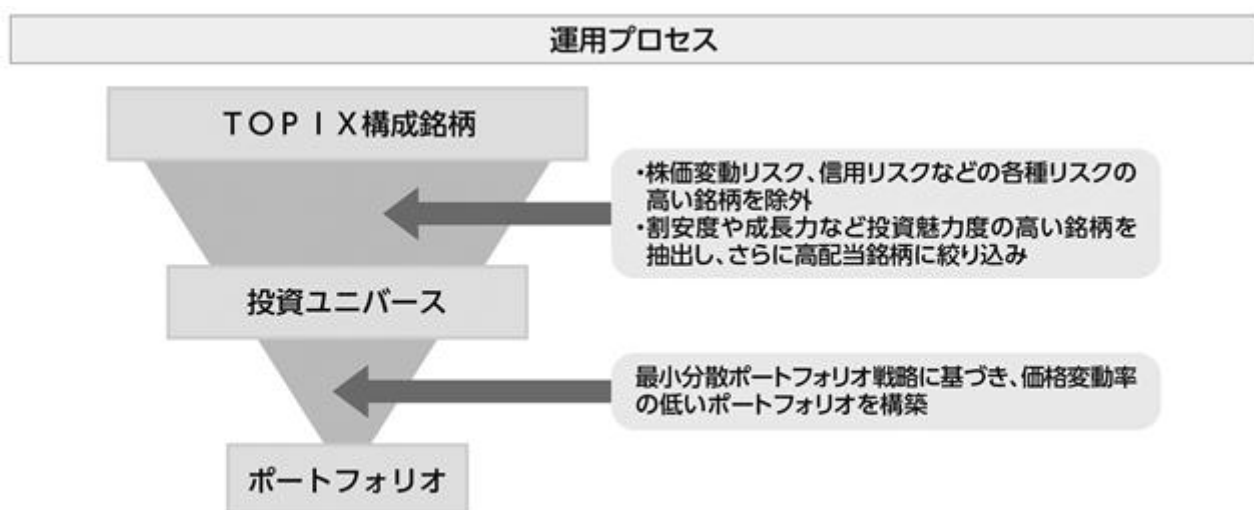 運用プロセス
TOPIX構成銘柄
・株価変動リスク、信用リスクなどの各種リスクの
高い銘柄を除外
・割安度や成長力など投資魅力度の高い銘柄を
抽出し、さらに高配当銘柄に絞り込み
投資ユニバース
最小分散ポートフォリオ戦略に基づき、価格変動率
の低いポートフォリオを構築
ポートフォリオ